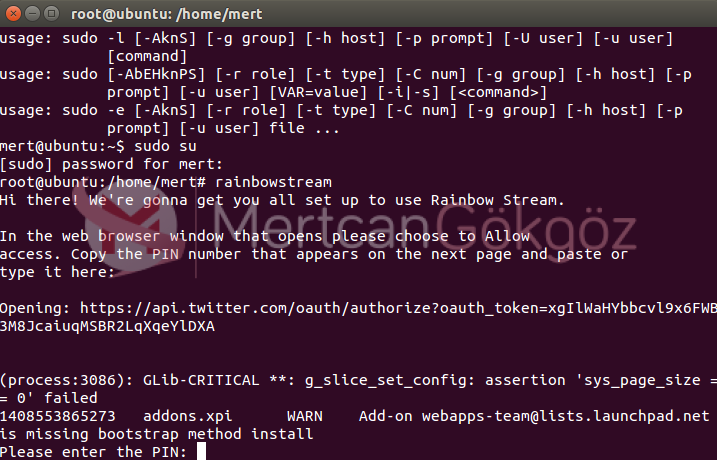 root@ubuntu: /home/mert
usage: sudo -l [-AknS] [-g group] [-h host] [-p prompt] [-U user] [-u user]
[command]
usage: sudo [-AbEHknPS] [-r role] [-t type] [-C num] [-g group] [-h host] [-p
prompt] [-u user] [VAR=value] [-i|-s] [<command>]
usage: sudo -e [-AknS] [-r role] [-t type] [-C num] [-g group] [-h host] [-p
prompt] [-u user] file ...
mert@ubuntu:~$ sudo su
[sudo] password for mert:
root@ubuntu:/home/mert# rainbowstream
Hi there! We're gonna get you all set up to use Rainbow Stream.
MertcanGökgöz
In the web browser window that opens please choose to Allow
access. Copy the PIN number that appears on the next page and paste or
type it here:
Opening: https://api.twitter.com/oauth/authorize?oauth_token=xgIlWaHYbbcvl9x6FWB
3M8JcaiuqMSBR2LqXqeYlDXA
(process:3086): GLib-CRITICAL **: g_slice_set_config: assertion 'sys_page_size =
= 0' failed
1408553865273 addons.xpi WARN Add-on webapps-team@lists.launchpad.net
is missing bootstrap method install
Please enter the PIN: